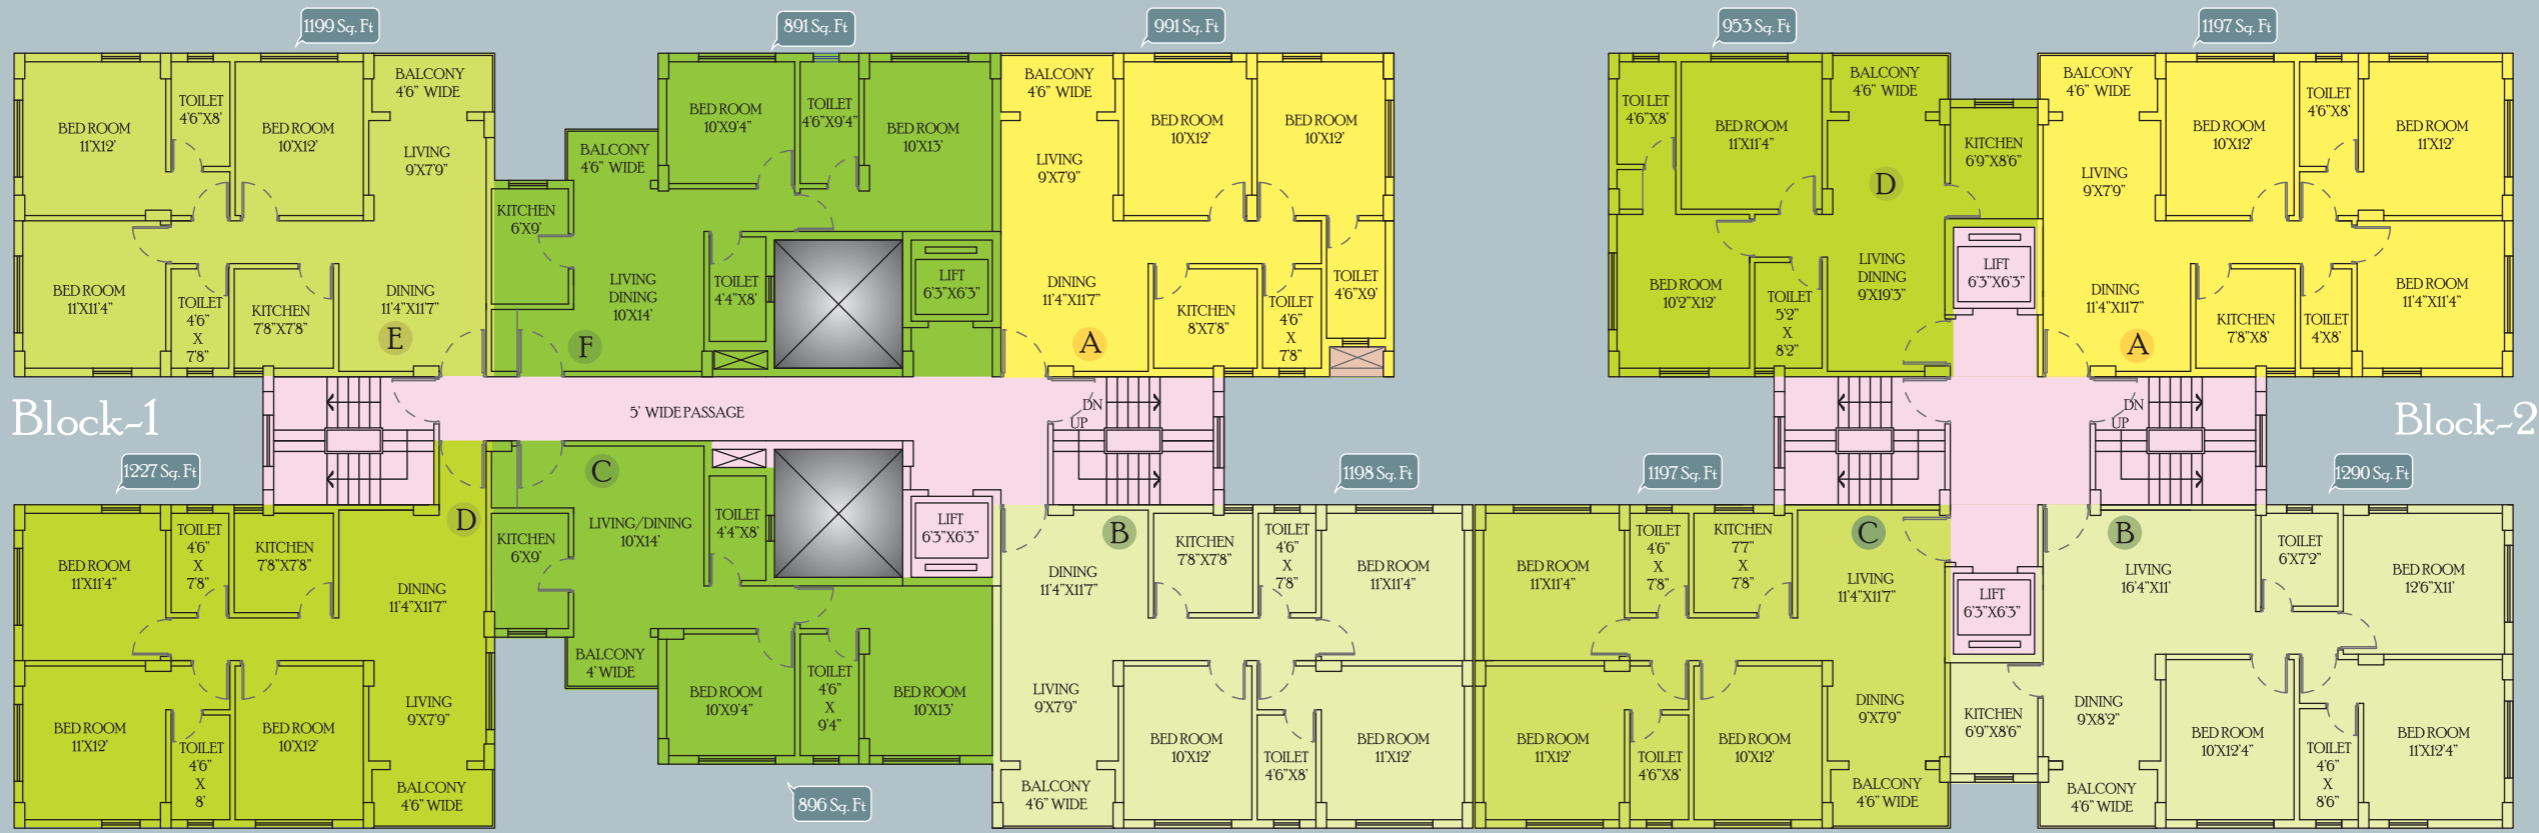 1199 Sq. Ft
891 Sq. Ft
991 Sq. Ft
953 Sq. Ft
1197 Sq. Ft
BED ROOM
11'X12'
TOILET
4'6"X8'
BED ROOM
10'X12'
BALCONY
4'6" WIDE
LIVING
9'X7'9"
BED ROOM
11'X11'4"
TOILET
4'6"
X
7'8"
KITCHEN
7'8"X7'8"
DINING
11'4"X11'7"
E
BALCONY
4'6" WIDE
BED ROOM
10'X9'4"
TOILET
4'6"X9'4"
BED ROOM
10'X13'
KITCHEN
6'X9'
LIVING
DINING
10'X14'
TOILET
4'4"X8'
LIFT
6'3"X6'3"
F
BALCONY
4'6" WIDE
LIVING
9'X7'9"
BED ROOM
10'X12'
BED ROOM
10'X12'
DINING
11'4"X11'7"
KITCHEN
8'X7'8"
TOILET
4'6"
X
7'8"
TOILET
4'6"X9'
A
TOILET
4'6"X8'
BED ROOM
11'X11'4"
BALCONY
4'6" WIDE
KITCHEN
6'9"X8'6"
D
BED ROOM
10'2"X12'
TOILET
5'2"
X
8'2"
LIVING
DINING
9'X19'3"
LIFT
6'3"X6'3"
BALCONY
4'6" WIDE
LIVING
9'X7'9"
BED ROOM
10'X12'
TOILET
4'6"X8'
BED ROOM
11'X12'
DINING
11'4"X11'7"
KITCHEN
7'8"X8'
TOILET
4'X8'
BED ROOM
11'4"X11'4"
A
Block-1
5' WIDE PASSAGE
DN
UP
DN
UP
Block-2
1227 Sq. Ft
1198 Sq. Ft
1197 Sq. Ft
1290 Sq. Ft
BED ROOM
11'X11'4"
TOILET
4'6"
X
7'8"
KITCHEN
7'8"X7'8"
D
DINING
11'4"X11'7"
BED ROOM
11'X12'
TOILET
4'6"
X
8'
BED ROOM
10'X12'
LIVING
9'X7'9"
BALCONY
4'6" WIDE
C
KITCHEN
6'X9'
LIVING/DINING
10'X14'
TOILET
4'4"X8'
LIFT
6'3"X6'3"
BALCONY
4' WIDE
BED ROOM
10'X9'4"
TOILET
4'6"
X
9'4"
BED ROOM
10'X13'
896 Sq. Ft
B
DINING
11'4"X11'7"
KITCHEN
7'8"X7'8"
TOILET
4'6"
X
7'8"
BED ROOM
11'X11'4"
LIVING
9'X7'9"
BALCONY
4'6" WIDE
BED ROOM
10'X12'
TOILET
4'6"X8'
BED ROOM
11'X12'
BED ROOM
11'X11'4"
TOILET
4'6"
X
7'8"
KITCHEN
7'7"
X
7'8"
C
LIVING
11'4"X11'7"
BED ROOM
11'X12'
TOILET
4'6"X8'
BED ROOM
10'X12'
DINING
9'X7'9"
BALCONY
4'6" WIDE
LIFT
6'3"X6'3"
KITCHEN
6'9"X8'6"
B
LIVING
16'4"X11'
TOILET
6'X7'2"
BED ROOM
12'6"X11'
DINING
9'X8'2"
BALCONY
4'6" WIDE
BED ROOM
10'X12'4"
TOILET
4'6"
X
8'6"
BED ROOM
11'X12'4"